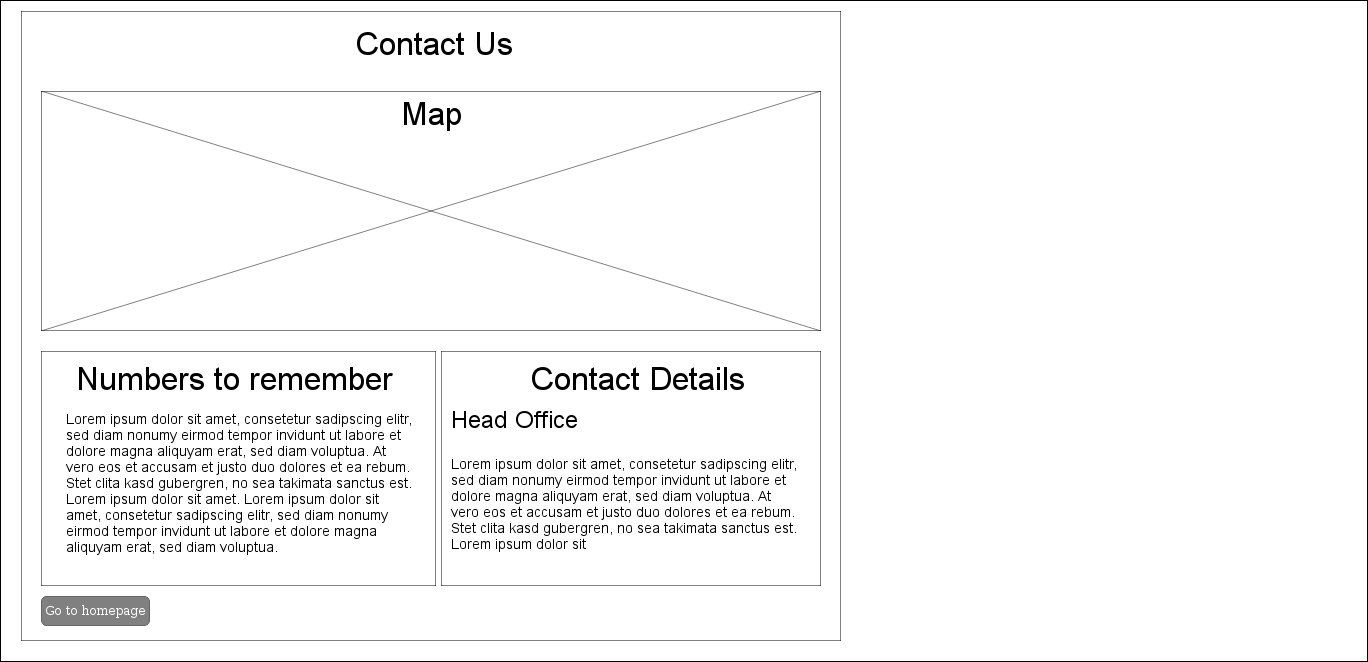 Contact Us
Map
Numbers to remember
Lorem ipsum dolor sit amet, consetetur sadipscing elitr,
sed diam nonumy eirmod tempor invidunt ut labore et
dolore magna aliquyam erat, sed diam voluptua. At
vero eos et accusam et justo duo dolores et ea rebum.
Stet clita kasd gubergren, no sea takimata sanctus est.
Lorem ipsum dolor sit amet. Lorem ipsum dolor sit
amet, consetetur sadipscing elitr, sed diam nonumy
eirmod tempor invidunt ut labore et dolore magna
aliquyam erat, sed diam voluptua.
Contact Details
Head Office
Lorem ipsum dolor sit amet, consetetur sadipscing elitr,
sed diam nonumy eirmod tempor invidunt ut labore et
dolore magna aliquyam erat, sed diam voluptua. At
vero eos et accusam et justo duo dolores et ea rebum.
Stet clita kasd gubergren, no sea takimata sanctus est.
Lorem ipsum dolor sit
Go to homepage